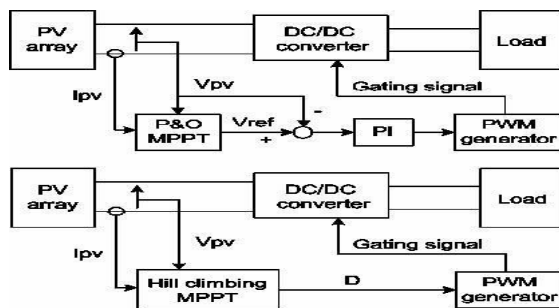 PV
array
DC/DC
converter
Load
Ipv
Vpv
Gating signal
P&O
MPPT
Vref
+
-
PI
PWM
generator
PV
array
DC/DC
converter
Load
Ipv
Vpv
Gating signal
Hill climbing
MPPT
D
PWM
generator